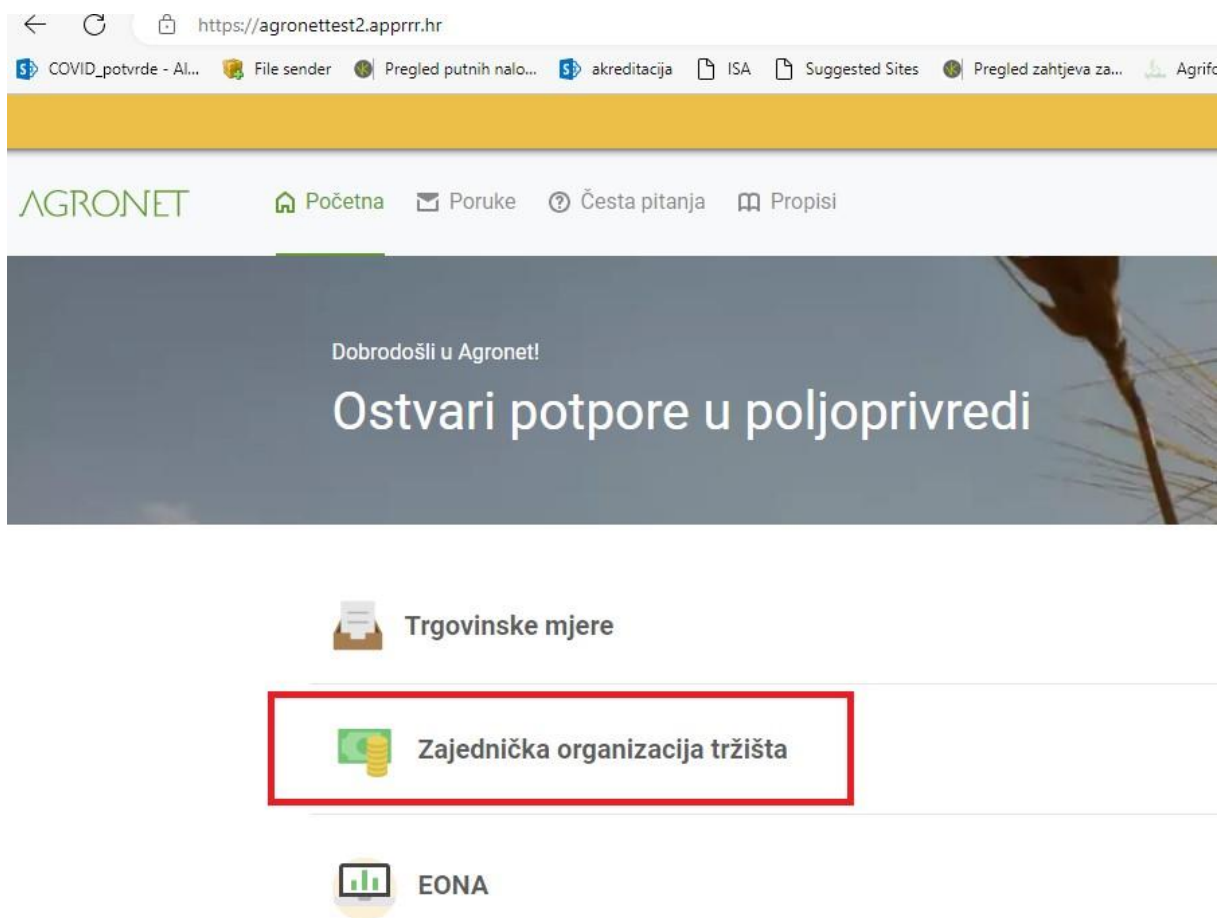 https://agronettest2.apprrr.hr
COVID_potvrde - Al... File sender Pregled putnih nalo... akreditacija ISA Suggested Sites Pregled zahtjeva za... Agrifo
AGRONET Početna Poruke Česta pitanja Propisi
Dobrodošli u Agronet!
Ostvari potpore u poljoprivredi
Trgovinske mjere
Zajednička organizacija tržišta
EONA